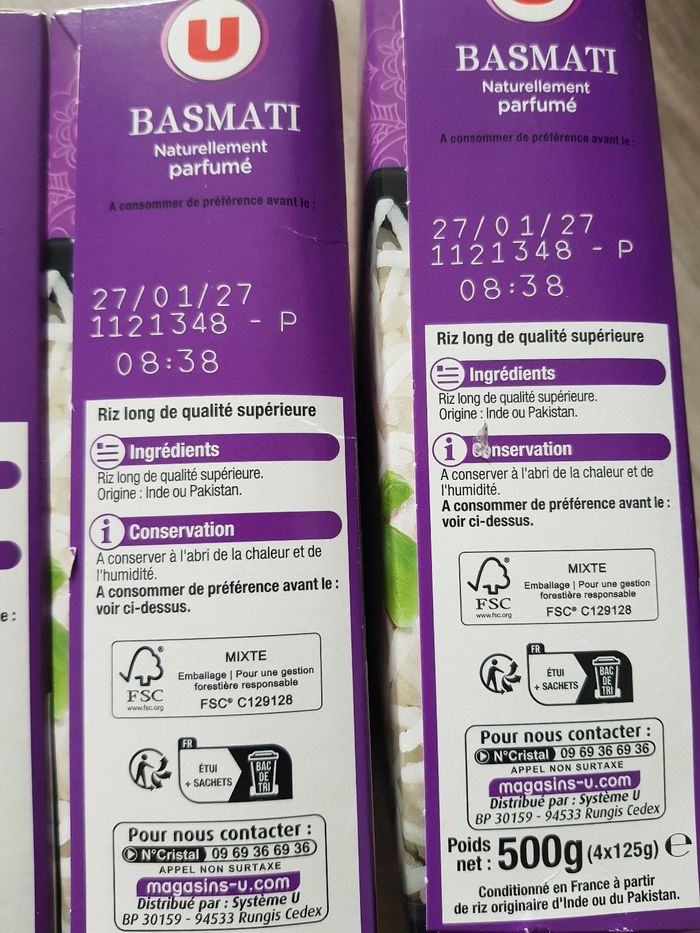 U
BASMATI
Naturellement
parfumé
A consommer de préférence avant le :
27/01/27
1121348 - P
08:38
Riz long de qualité supérieure
Ingrédients
Riz long de qualité supérieure.
Origine : Inde ou Pakistan.
i Conservation
A conserver à l'abri de la chaleur et de
l'humidité.
A consommer de préférence avant le :
voir ci-dessus.
FSC®
www.fsc.org
MIXTE
Emballage | Pour une gestion
forestière responsable
FSC® C129128
FR
ÉTUI
+ SACHETS
BAC
DE
TRI
Pour nous contacter :
N°Cristal 09 69 36 69 36
APPEL NON SURTAXE
magasins-u.com
Distribué par : Système U
BP 30159 - 94533 Rungis Cedex
U
BASMATI
Naturellement
parfumé
A consommer de préférence avant le :
27/01/27
1121348 - P
08:38
Riz long de qualité supérieure
Ingrédients
Riz long de qualité supérieure.
Origine : Inde ou Pakistan.
i Conservation
A conserver à l'abri de la chaleur et de
l'humidité.
A consommer de préférence avant le :
voir ci-dessus.
FSC®
www.fsc.org
MIXTE
Emballage | Pour une gestion
forestière responsable
FSC® C129128
FR
ÉTUI
+ SACHETS
BAC
DE
TRI
Pour nous contacter :
N°Cristal 09 69 36 69 36
APPEL NON SURTAXE
magasins-u.com
Distribué par : Système U
BP 30159 - 94533 Rungis Cedex
Poids
net : 500g (4x125g) e
Conditionné en France à partir
de riz originaire d'Inde ou du Pakistan.